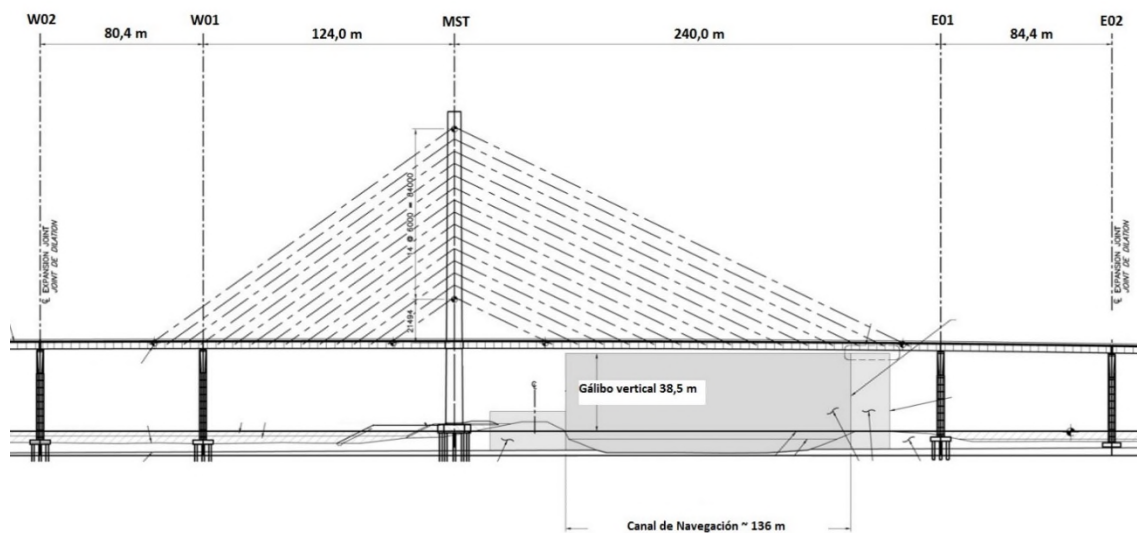 W02 W01 MST E01 E02
80,4 m 124,0 m 240,0 m 84,4 m
14 @ 6000 = 84000
21494
℄ EXPANSION JOINT
JOINT DE DILATION
℄ EXPANSION JOINT
JOINT DE DILATION
Gálibo vertical 38,5 m
Canal de Navegación ~ 136 m